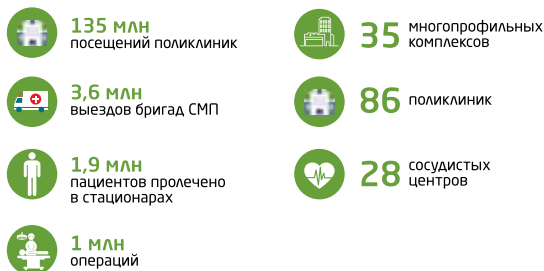 135 млн
посещений поликлиник
3,6 млн
выездов бригад СМП
1,9 млн
пациентов пролечено
в стационарах
1 млн
операций
35 многопрофильных
комплексов
86 поликлиник
28 сосудистых
центров